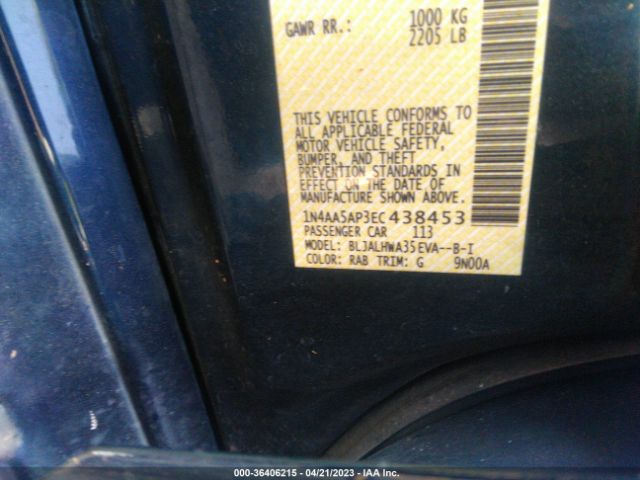 GAWR RR.: 1000 KG
2205 LB
THIS VEHICLE CONFORMS TO
ALL APPLICABLE FEDERAL
MOTOR VEHICLE SAFETY,
BUMPER, AND THEFT
PREVENTION STANDARDS IN
EFFECT ON THE DATE OF
MANUFACTURE SHOWN ABOVE.
1N4AA5AP3EC438453
PASSENGER CAR 113
MODEL: BLJALHWA35EVA--B-I
COLOR: RAB TRIM: G 9N00A
000-36406215 - 04/21/2023 - IAA Inc.